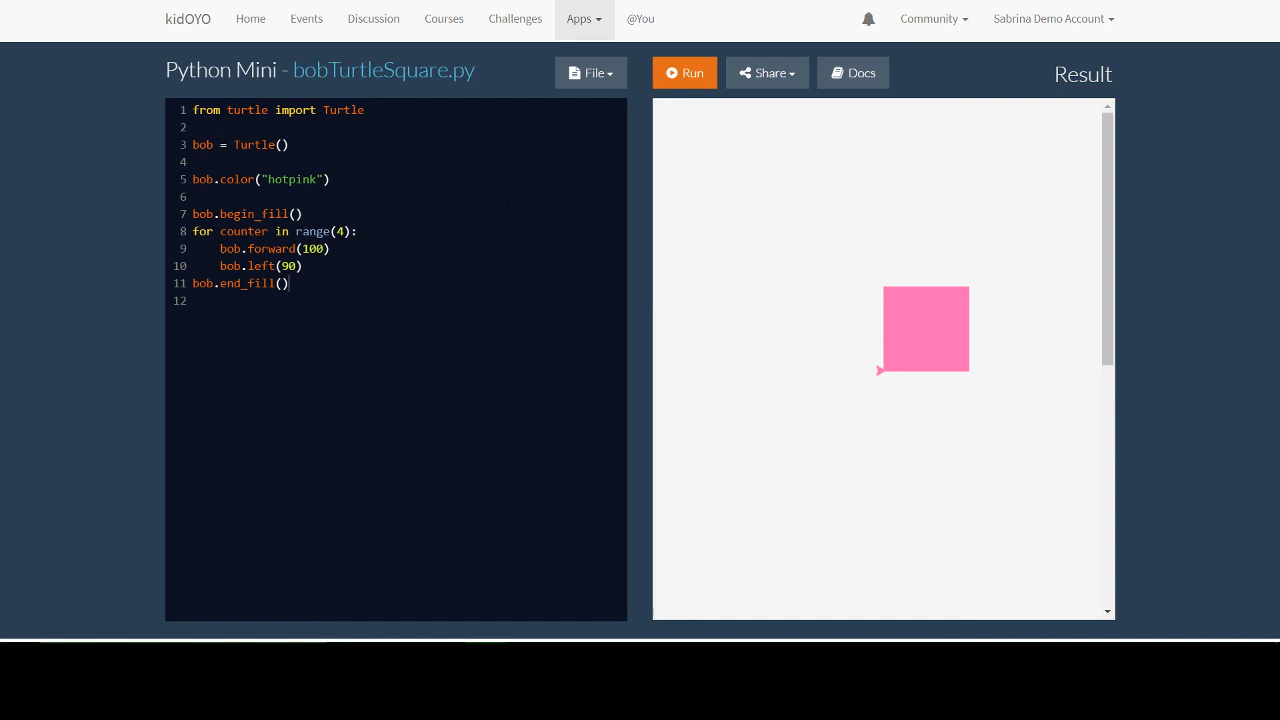 kidOYO Home Events Discussion Courses Challenges Apps @You Community Sabrina Demo Account
Python Mini - bobTurtleSquare.py File Run Share Docs Result
1 from turtle import Turtle
2
3 bob = Turtle()
4
5 bob.color("hotpink")
6
7 bob.begin_fill()
8 for counter in range(4):
9     bob.forward(100)
10     bob.left(90)
11 bob.end_fill()
12